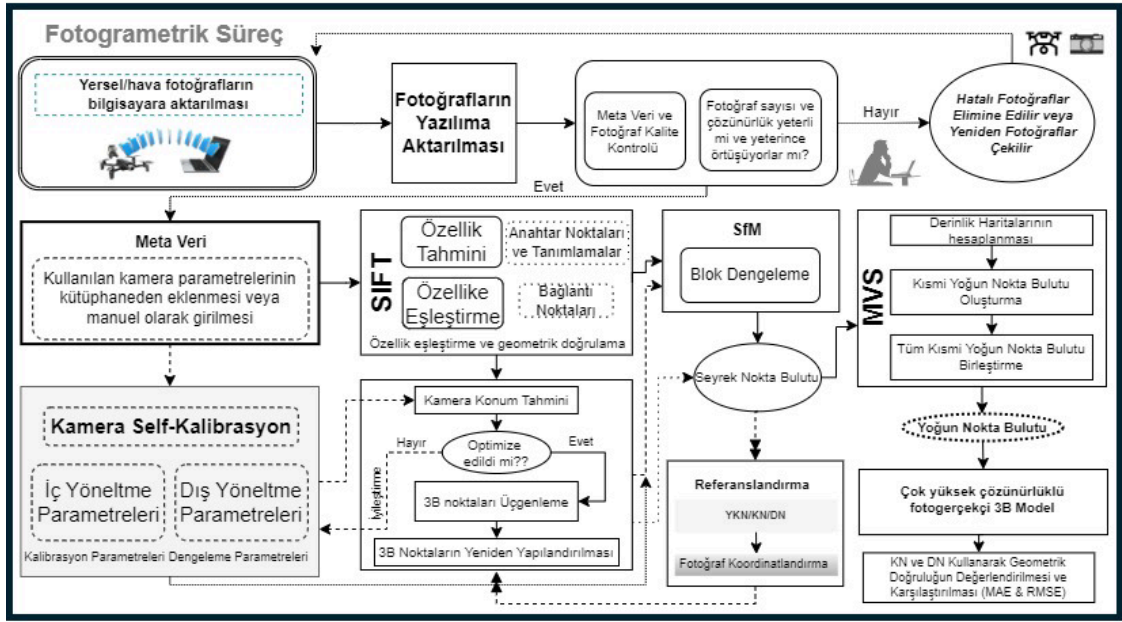 Fotogrametrik Süreç
Yersel/hava fotoğrafların
bilgisayara aktarılması
Fotoğrafların
Yazılıma
Aktarılması
Meta Veri ve
Fotoğraf Kalite
Kontrolü
Fotoğraf sayısı ve
çözünürlük yeterli
mi ve yeterince
örtüşüyorlar mı?
Hayır
Hatalı Fotoğraflar
Elimine Edilir veya
Yeniden Fotoğraflar
Çekilir
Evet
Meta Veri
Kullanılan kamera parametrelerinin
kütüphaneden eklenmesi veya
manuel olarak girilmesi
SIFT
Özellik
Tahmini
Anahtar Noktaları
ve Tanımlamalar
Özellike
Eşleştirme
Bağlantı
Noktaları
Özellik eşleştirme ve geometrik doğrulama
SfM
Blok Dengeleme
Seyrek Nokta Bulutu
MVS
Derinlik Haritalarının
hesaplanması
Kısmi Yoğun Nokta Bulutu
Oluşturma
Tüm Kısmi Yoğun Nokta Bulutu
Birleştirme
Kamera Self-Kalibrasyon
İç Yöneltme
Parametreleri
Dış Yöneltme
Parametreleri
Kalibrasyon Parametreleri
Dengeleme Parametreleri
İyileştirme
Kamera Konum Tahmini
Hayır
Optimize
edildi mi??
Evet
3B noktaları Üçgenleme
3B Noktaların Yeniden Yapılandırılması
Referanslandırma
YKN/KN/DN
Fotoğraf Koordinatlandırma
Yoğun Nokta Bulutu
Çok yüksek çözünürlüklü
fotogerçekçi 3B Model
KN ve DN Kullanarak Geometrik
Doğruluğun Değerlendirilmesi ve
Karşılaştırılması (MAE & RMSE)